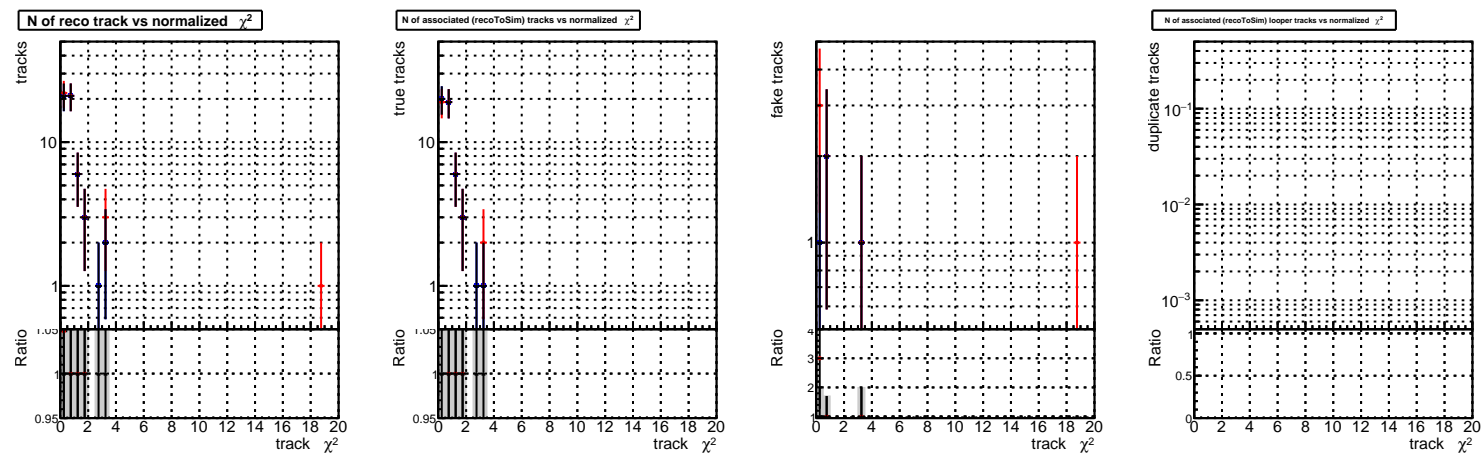 N of reco track vs normalized χ²
tracks
10
1
Ratio
1.05
1
0.95
0 2 4 6 8 10 12 14 16 18 20
track χ²
N of associated (recoToSim) tracks vs normalized χ²
true tracks
10
1
Ratio
1.05
1
0.95
0 2 4 6 8 10 12 14 16 18 20
track χ²
fake tracks
1
Ratio
4
3
2
1
0 2 4 6 8 10 12 14 16 18 20
track χ²
N of associated (recoToSim) looper tracks vs normalized χ²
duplicate tracks
10⁻¹
10⁻²
10⁻³
Ratio
1
0.5
0
0 2 4 6 8 10 12 14 16 18 20
track χ²